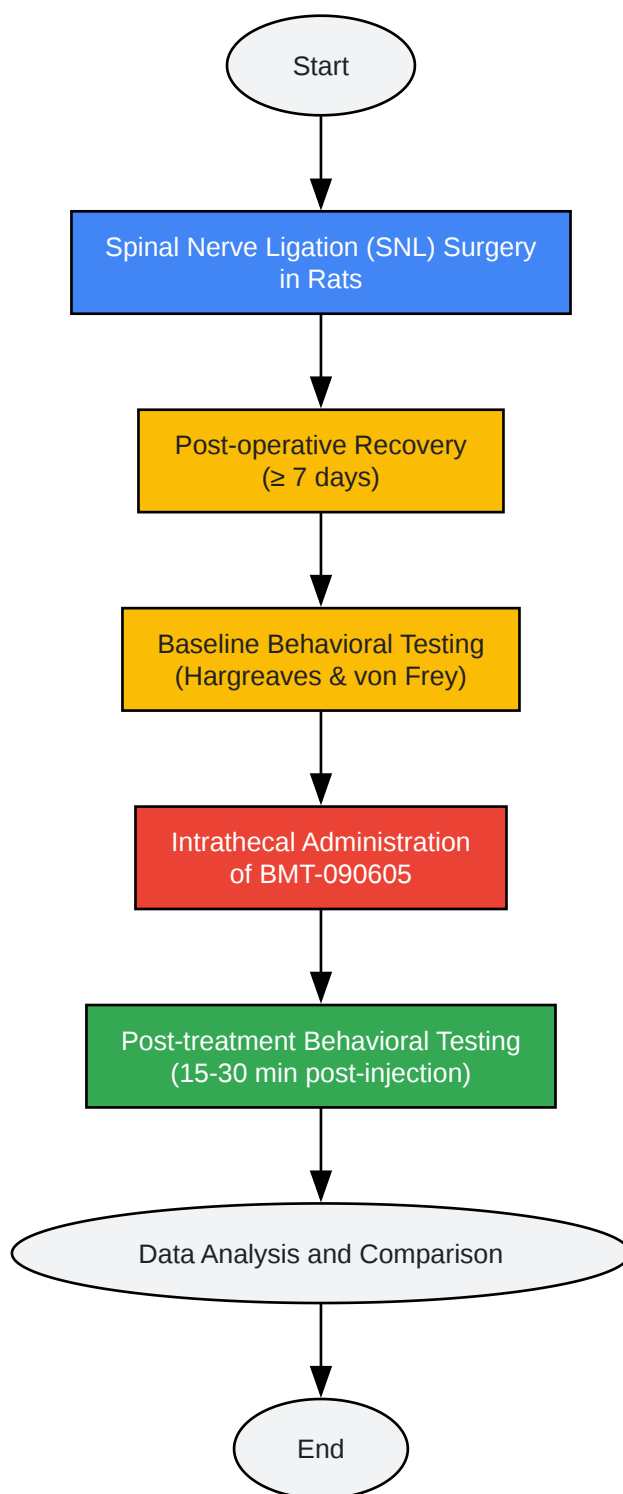 Start
Spinal Nerve Ligation (SNL) Surgery
in Rats
Post-operative Recovery
(≥ 7 days)
Baseline Behavioral Testing
(Hargreaves & von Frey)
Intrathecal Administration
of BMT-090605
Post-treatment Behavioral Testing
(15-30 min post-injection)
Data Analysis and Comparison
End